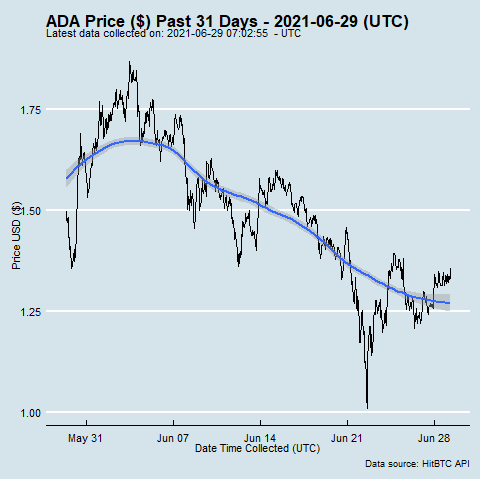 ADA Price ($) Past 31 Days - 2021-06-29 (UTC)
Latest data collected on: 2021-06-29 07:02:55  - UTC
Price USD ($)
1.75
1.50
1.25
1.00
May 31
Jun 07
Jun 14
Jun 21
Jun 28
Date Time Collected (UTC)
Data source: HitBTC API